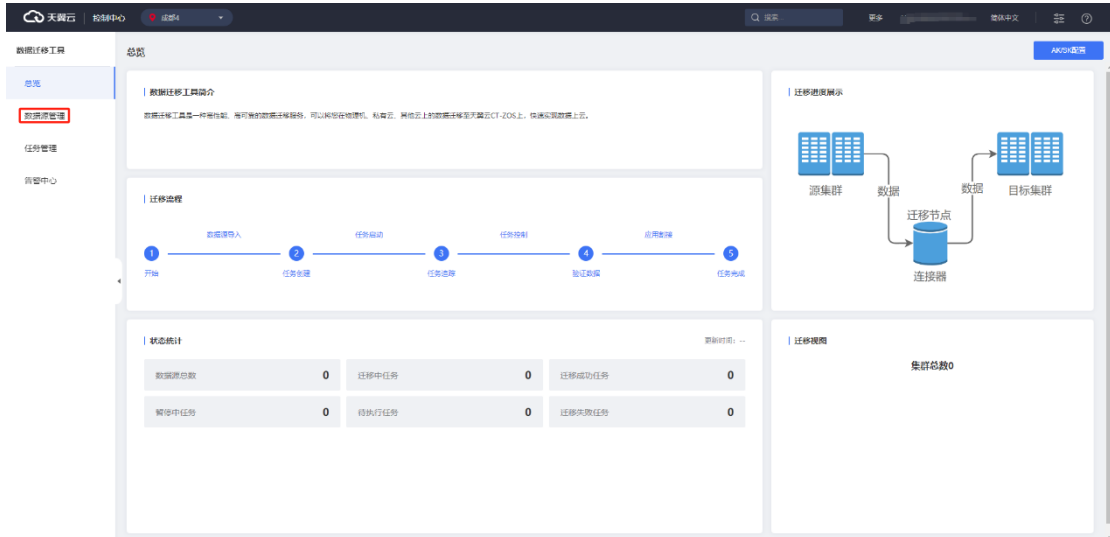 天翼云 控制中心 成都4 搜索 更多 简体中文
数据迁移工具
总览
数据源管理
任务管理
告警中心
总览
AK/SK配置
数据迁移工具简介
数据迁移工具是一种高性能、高可靠的数据迁移服务，可以将您在物理机、私有云、其他云上的数据迁移至天翼云CT-ZOS上，快速实现数据上云。
迁移流程
数据源导入 任务启动 任务控制 应用割接
1 2 3 4 5
开始 任务创建 任务追踪 验证数据 任务完成
状态统计
更新时间：--
数据源总数 0 迁移中任务 0 迁移成功任务 0
暂停中任务 0 待执行任务 0 迁移失败任务 0
迁移进度展示
源集群 数据 数据 目标集群
迁移节点
连接器
迁移视图
集群总数0